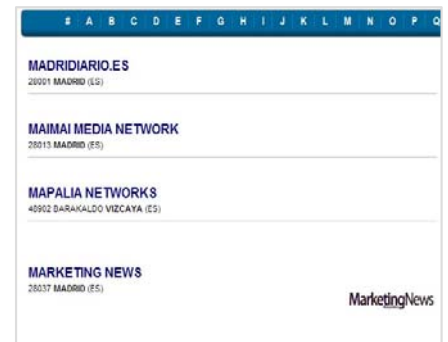 # A B C D E F G H I J K L M N O P Q
MADRIDIARIO.ES
28001 MADRID (ES)
MAIMAI MEDIA NETWORK
28013 MADRID (ES)
MAPALIA NETWORKS
48902 BARAKALDO VIZCAYA (ES)
MARKETING NEWS
28037 MADRID (ES)
MarketingNews